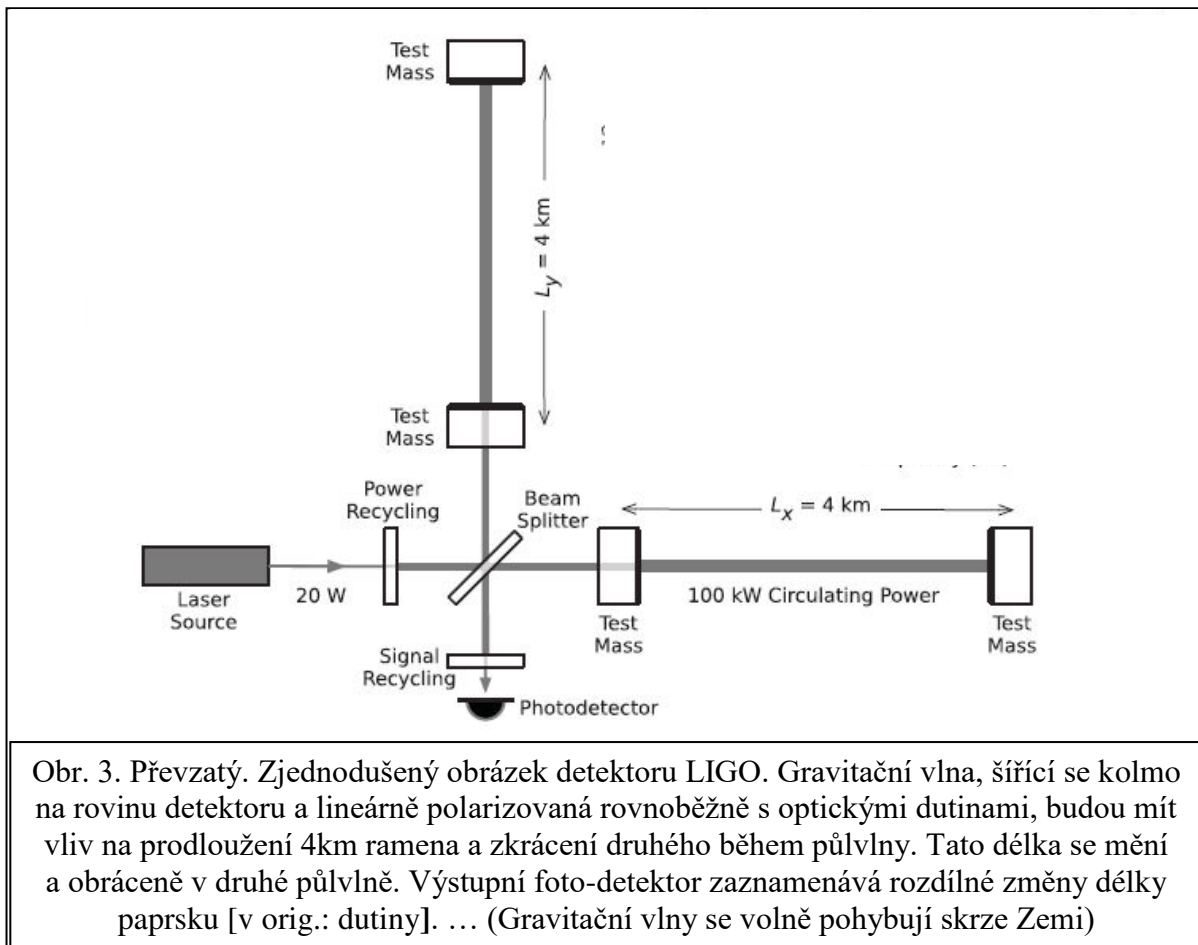 Test
Mass
L_y = 4 km
Test
Mass
Power
Recycling
Beam
Splitter
L_x = 4 km
Laser
Source
20 W
100 kW Circulating Power
Test
Mass
Test
Mass
Signal
Recycling
Photodetector
Obr. 3. Převzatý. Zjednodušený obrázek detektoru LIGO. Gravitační vlna, šířící se kolmo
na rovinu detektoru a lineárně polarizovaná rovnoběžně s optickými dutinami, budou mít
vliv na prodloužení 4km ramena a zkrácení druhého během půlvlny. Tato délka se mění
a obráceně v druhé půlvlně. Výstupní foto-detektor zaznamenává rozdílné změny délky
paprsku [v orig.: dutiny]. … (Gravitační vlny se volně pohybují skrze Zemi)